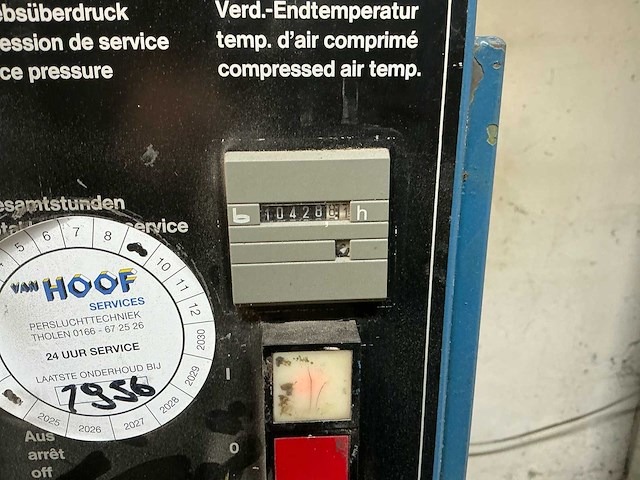 ebsüberdruck
ession de service
ce pressure
Verd.-Endtemperatur
temp. d'air comprimé
compressed air temp.
esamtstunden
service
h
5 6 7 8 10 11 12
2030
2029
2028
2027
2026
2025
VAN HOOF
SERVICES
PERSLUCHTTECHNIEK
THOLEN 0166 - 67 25 26
24 UUR SERVICE
LAATSTE ONDERHOUD BIJ
7956
Aus
arrêt
off
I
0